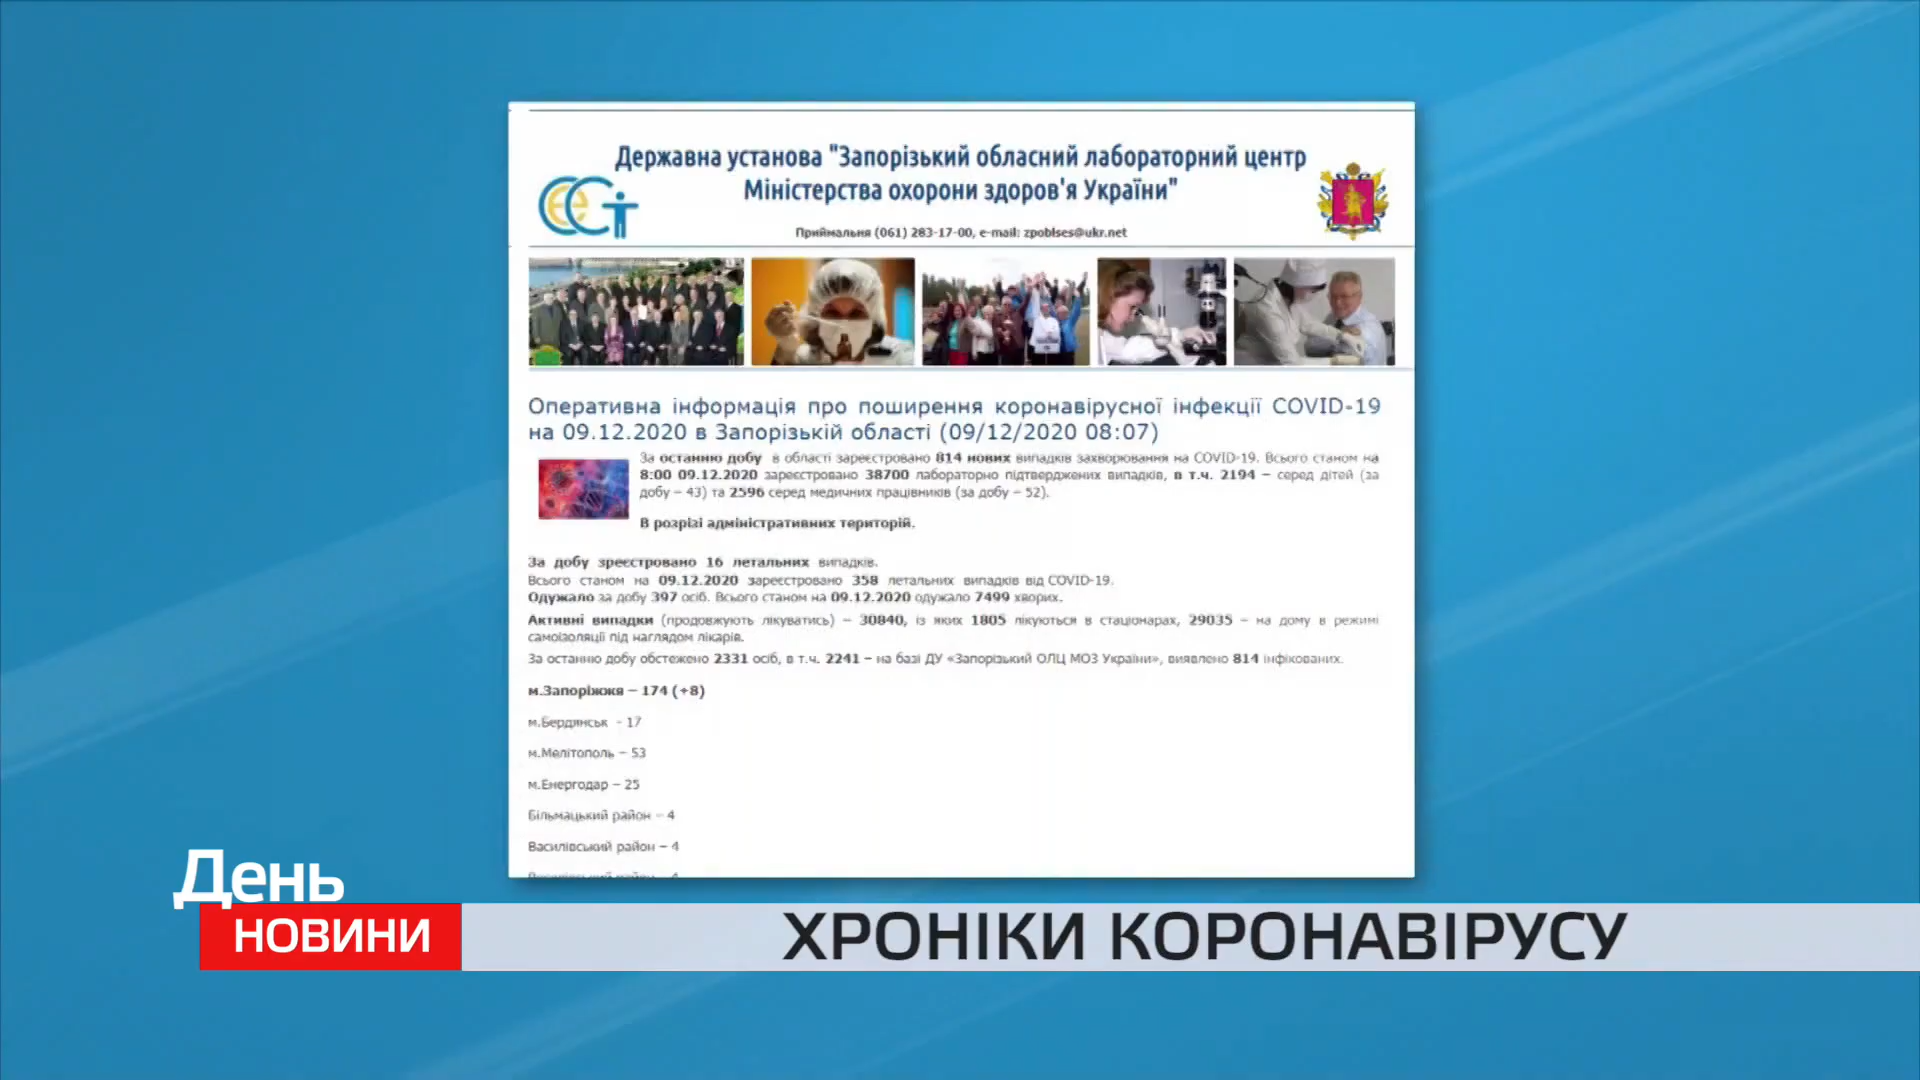 Державна установа "Запорізький обласний лабораторний центр
Міністерства охорони здоров'я України"
Приймальня (061) 283-17-00, e-mail: zpoblses@ukr.net
Оперативна інформація про поширення коронавірусної інфекції COVID-19
на 09.12.2020 в Запорізькій області (09/12/2020 08:07)
За останню добу в області зареєстровано 814 нових випадків захворювання на COVID-19. Всього станом на
8:00 09.12.2020 зареєстровано 38700 лабораторно підтверджених випадків, в т.ч. 2194 – серед дітей (за
добу – 43) та 2596 серед медичних працівників (за добу – 52).
В розрізі адміністративних територій.
За добу зреєстровано 16 летальних випадків.
Всього станом на 09.12.2020 зареєстровано 358 летальних випадків від COVID-19.
Одужало за добу 397 осіб. Всього станом на 09.12.2020 одужало 7499 хворих.
Активні випадки (продовжують лікуватись) – 30840, із яких 1805 лікуються в стаціонарах, 29035 – на дому в режимі
самоізоляції під наглядом лікарів.
За останню добу обстежено 2331 осіб, в т.ч. 2241 – на базі ДУ «Запорізький ОЛЦ МОЗ України», виявлено 814 інфікованих.
м.Запоріжжя – 174 (+8)
м.Бердянськ - 17
м.Мелітополь – 53
м.Енергодар – 25
Більмацький район – 4
Василівський район – 4
День
НОВИНИ
ХРОНІКИ КОРОНАВІРУСУ